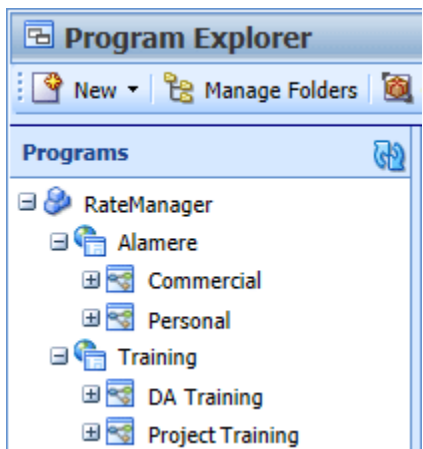 Program Explorer
New Manage Folders
Programs
RateManager
Alamere
Commercial
Personal
Training
DA Training
Project Training